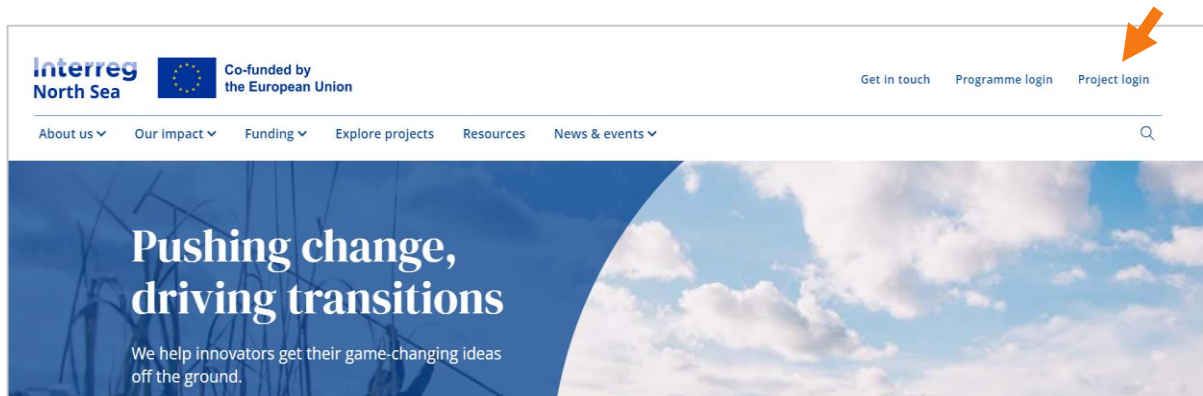 Interreg
North Sea
Co-funded by
the European Union
Get in touch Programme login Project login
About us Our impact Funding Explore projects Resources News & events
Pushing change,
driving transitions
We help innovators get their game-changing ideas
off the ground.